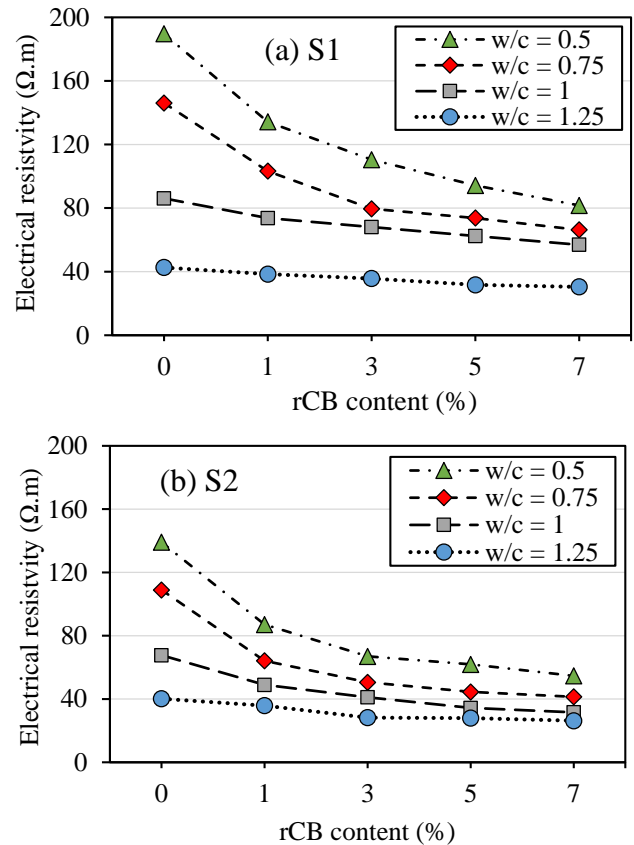 200
(a) S1
w/c = 0.5
w/c = 0.75
w/c = 1
w/c = 1.25
160
120
80
40
0
Electrical resistvity (Ω.m)
0 1 3 5 7
rCB content (%)
200
(b) S2
w/c = 0.5
w/c = 0.75
w/c = 1
w/c = 1.25
160
120
80
40
0
Electrical resistvity (Ω.m)
0 1 3 5 7
rCB content (%)